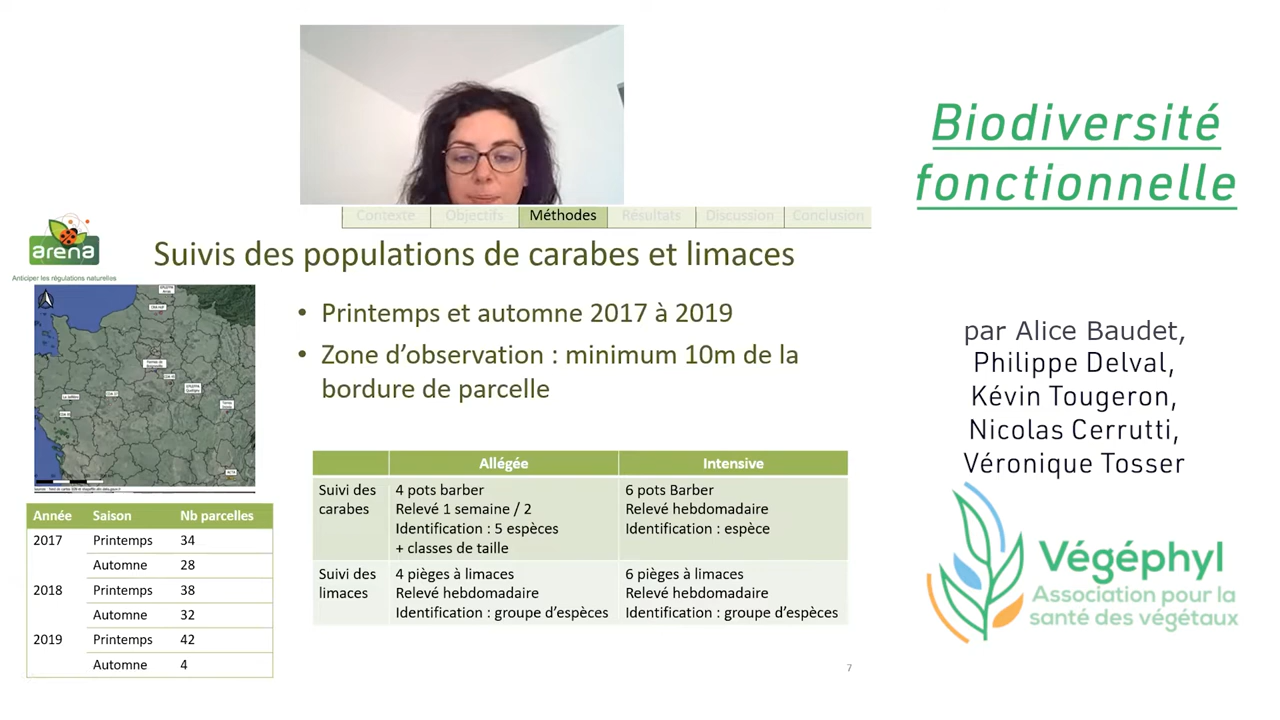 Biodiversité
fonctionnelle
Contexte Objectifs Méthodes Résultats Discussion Conclusion
arena
Anticiper les régulations naturelles
Suivis des populations de carabes et limaces
• Printemps et automne 2017 à 2019
• Zone d’observation : minimum 10m de la
bordure de parcelle
par Alice Baudet,
Philippe Delval,
Kévin Tougeron,
Nicolas Cerrutti,
Véronique Tosser
Allégée Intensive
Suivi des
carabes
4 pots barber
Relevé 1 semaine / 2
Identification : 5 espèces
+ classes de taille
6 pots Barber
Relevé hebdomadaire
Identification : espèce
Suivi des
limaces
4 pièges à limaces
Relevé hebdomadaire
Identification : groupe d’espèces
6 pièges à limaces
Relevé hebdomadaire
Identification : groupe d’espèces
Année Saison Nb parcelles
2017 Printemps 34
Automne 28
2018 Printemps 38
Automne 32
2019 Printemps 42
Automne 4
7
Végéphyl
Association pour la
santé des végétaux